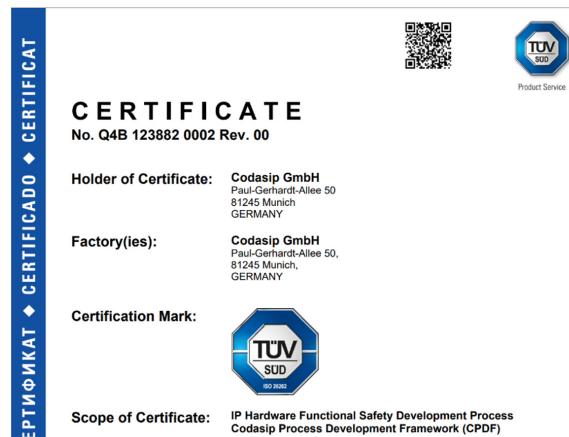 TÜV
SÜD
Product Service
CERTIFICATE
No. Q4B 123882 0002 Rev. 00
Holder of Certificate: Codasip GmbH
Paul-Gerhardt-Allee 50
81245 Munich
GERMANY
Factory(ies): Codasip GmbH
Paul-Gerhardt-Allee 50,
81245 Munich,
GERMANY
Certification Mark:
TÜV
SÜD
ISO 26262
Scope of Certificate: IP Hardware Functional Safety Development Process
Codasip Process Development Framework (CPDF)
ЕРТИФИКАТ ◆ CERTIFICADO ◆ CERTIFICAT